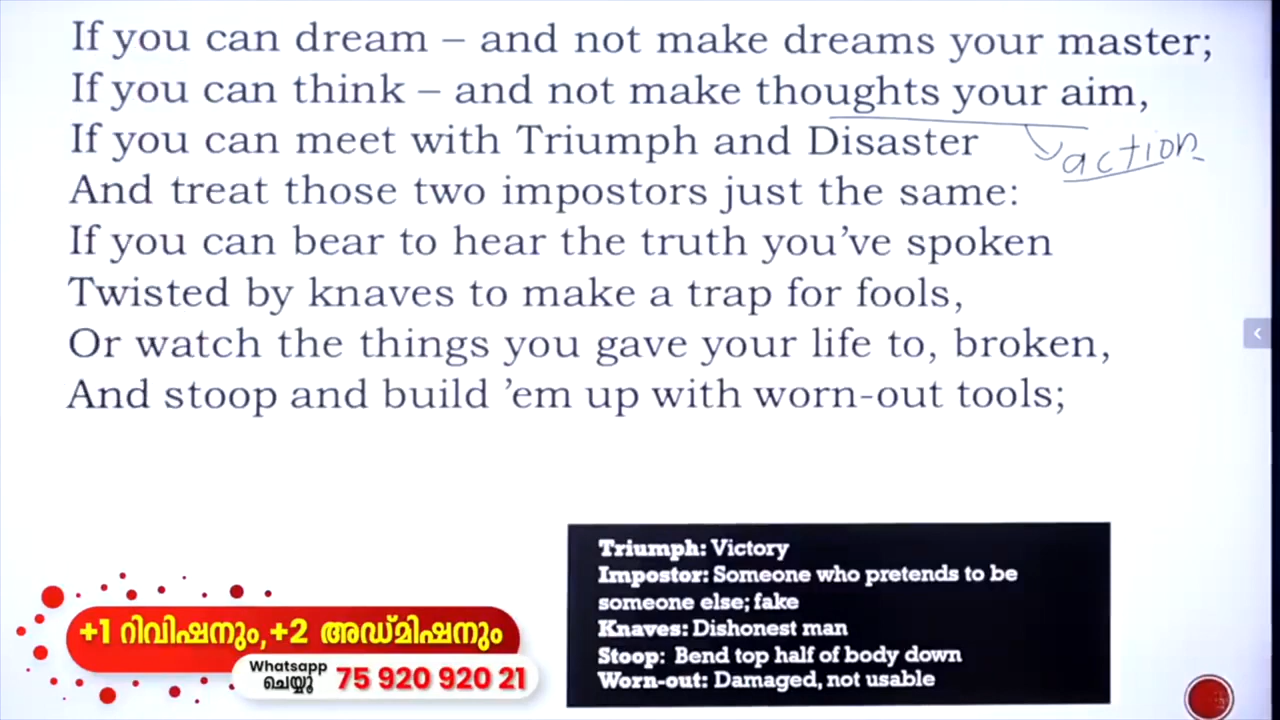 If you can dream – and not make dreams your master;
If you can think – and not make thoughts your aim,
If you can meet with Triumph and Disaster
action
And treat those two impostors just the same:
If you can bear to hear the truth you’ve spoken
Twisted by knaves to make a trap for fools,
Or watch the things you gave your life to, broken,
And stoop and build ’em up with worn-out tools;
Triumph: Victory
Impostor: Someone who pretends to be
someone else; fake
Knaves: Dishonest man
Stoop: Bend top half of body down
Worn-out: Damaged, not usable
+1 റിവിഷനും,+2 അഡ്മിഷനും
Whatsapp
ചെയ്യൂ
75 920 920 21